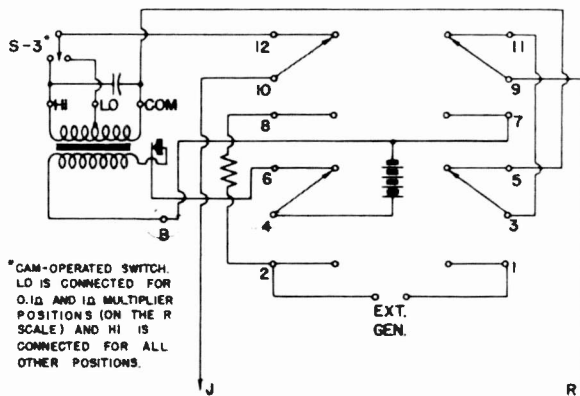 S-3*
12
11
HI
LO
COM
10
9
8
7
6
5
B
4
3
2
1
*CAM-OPERATED SWITCH.
LO IS CONNECTED FOR
0.1Ω AND 1Ω MULTIPLIER
POSITIONS (ON THE R
SCALE) AND HI IS
CONNECTED FOR ALL
OTHER POSITIONS.
EXT.
GEN.
J
R